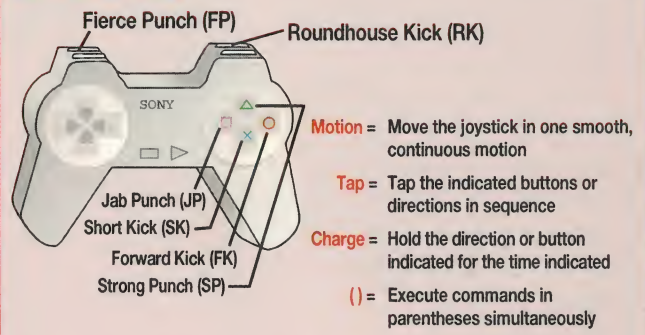 Fierce Punch (FP)
Roundhouse Kick (RK)
SONY
Jab Punch (JP)
Short Kick (SK)
Forward Kick (FK)
Strong Punch (SP)
Motion = Move the joystick in one smooth,
continuous motion
Tap = Tap the indicated buttons or
directions in sequence
Charge = Hold the direction or button
indicated for the time indicated
( ) = Execute commands in
parentheses simultaneously